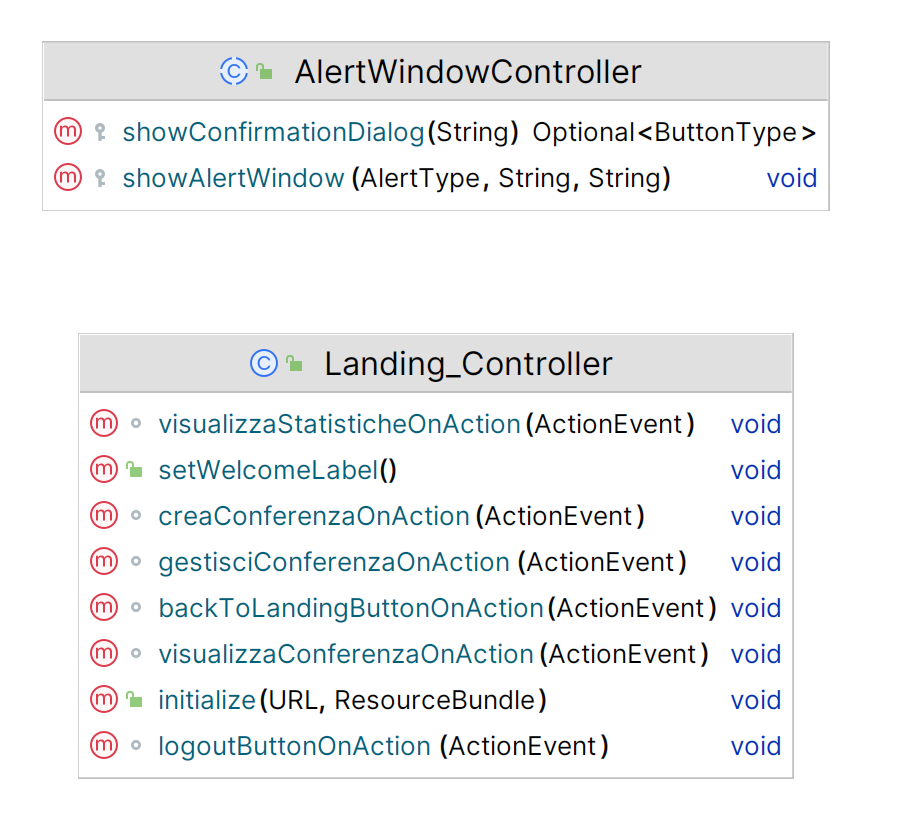 AlertWindowController
showConfirmationDialog(String) Optional<ButtonType>
showAlertWindow(AlertType, String, String) void
Landing_Controller
visualizzaStatisticheOnAction(ActionEvent) void
setWelcomeLabel() void
creaConferenzaOnAction(ActionEvent) void
gestisciConferenzaOnAction(ActionEvent) void
backToLandingButtonOnAction(ActionEvent) void
visualizzaConferenzaOnAction(ActionEvent) void
initialize(URL, ResourceBundle) void
logoutButtonOnAction(ActionEvent) void